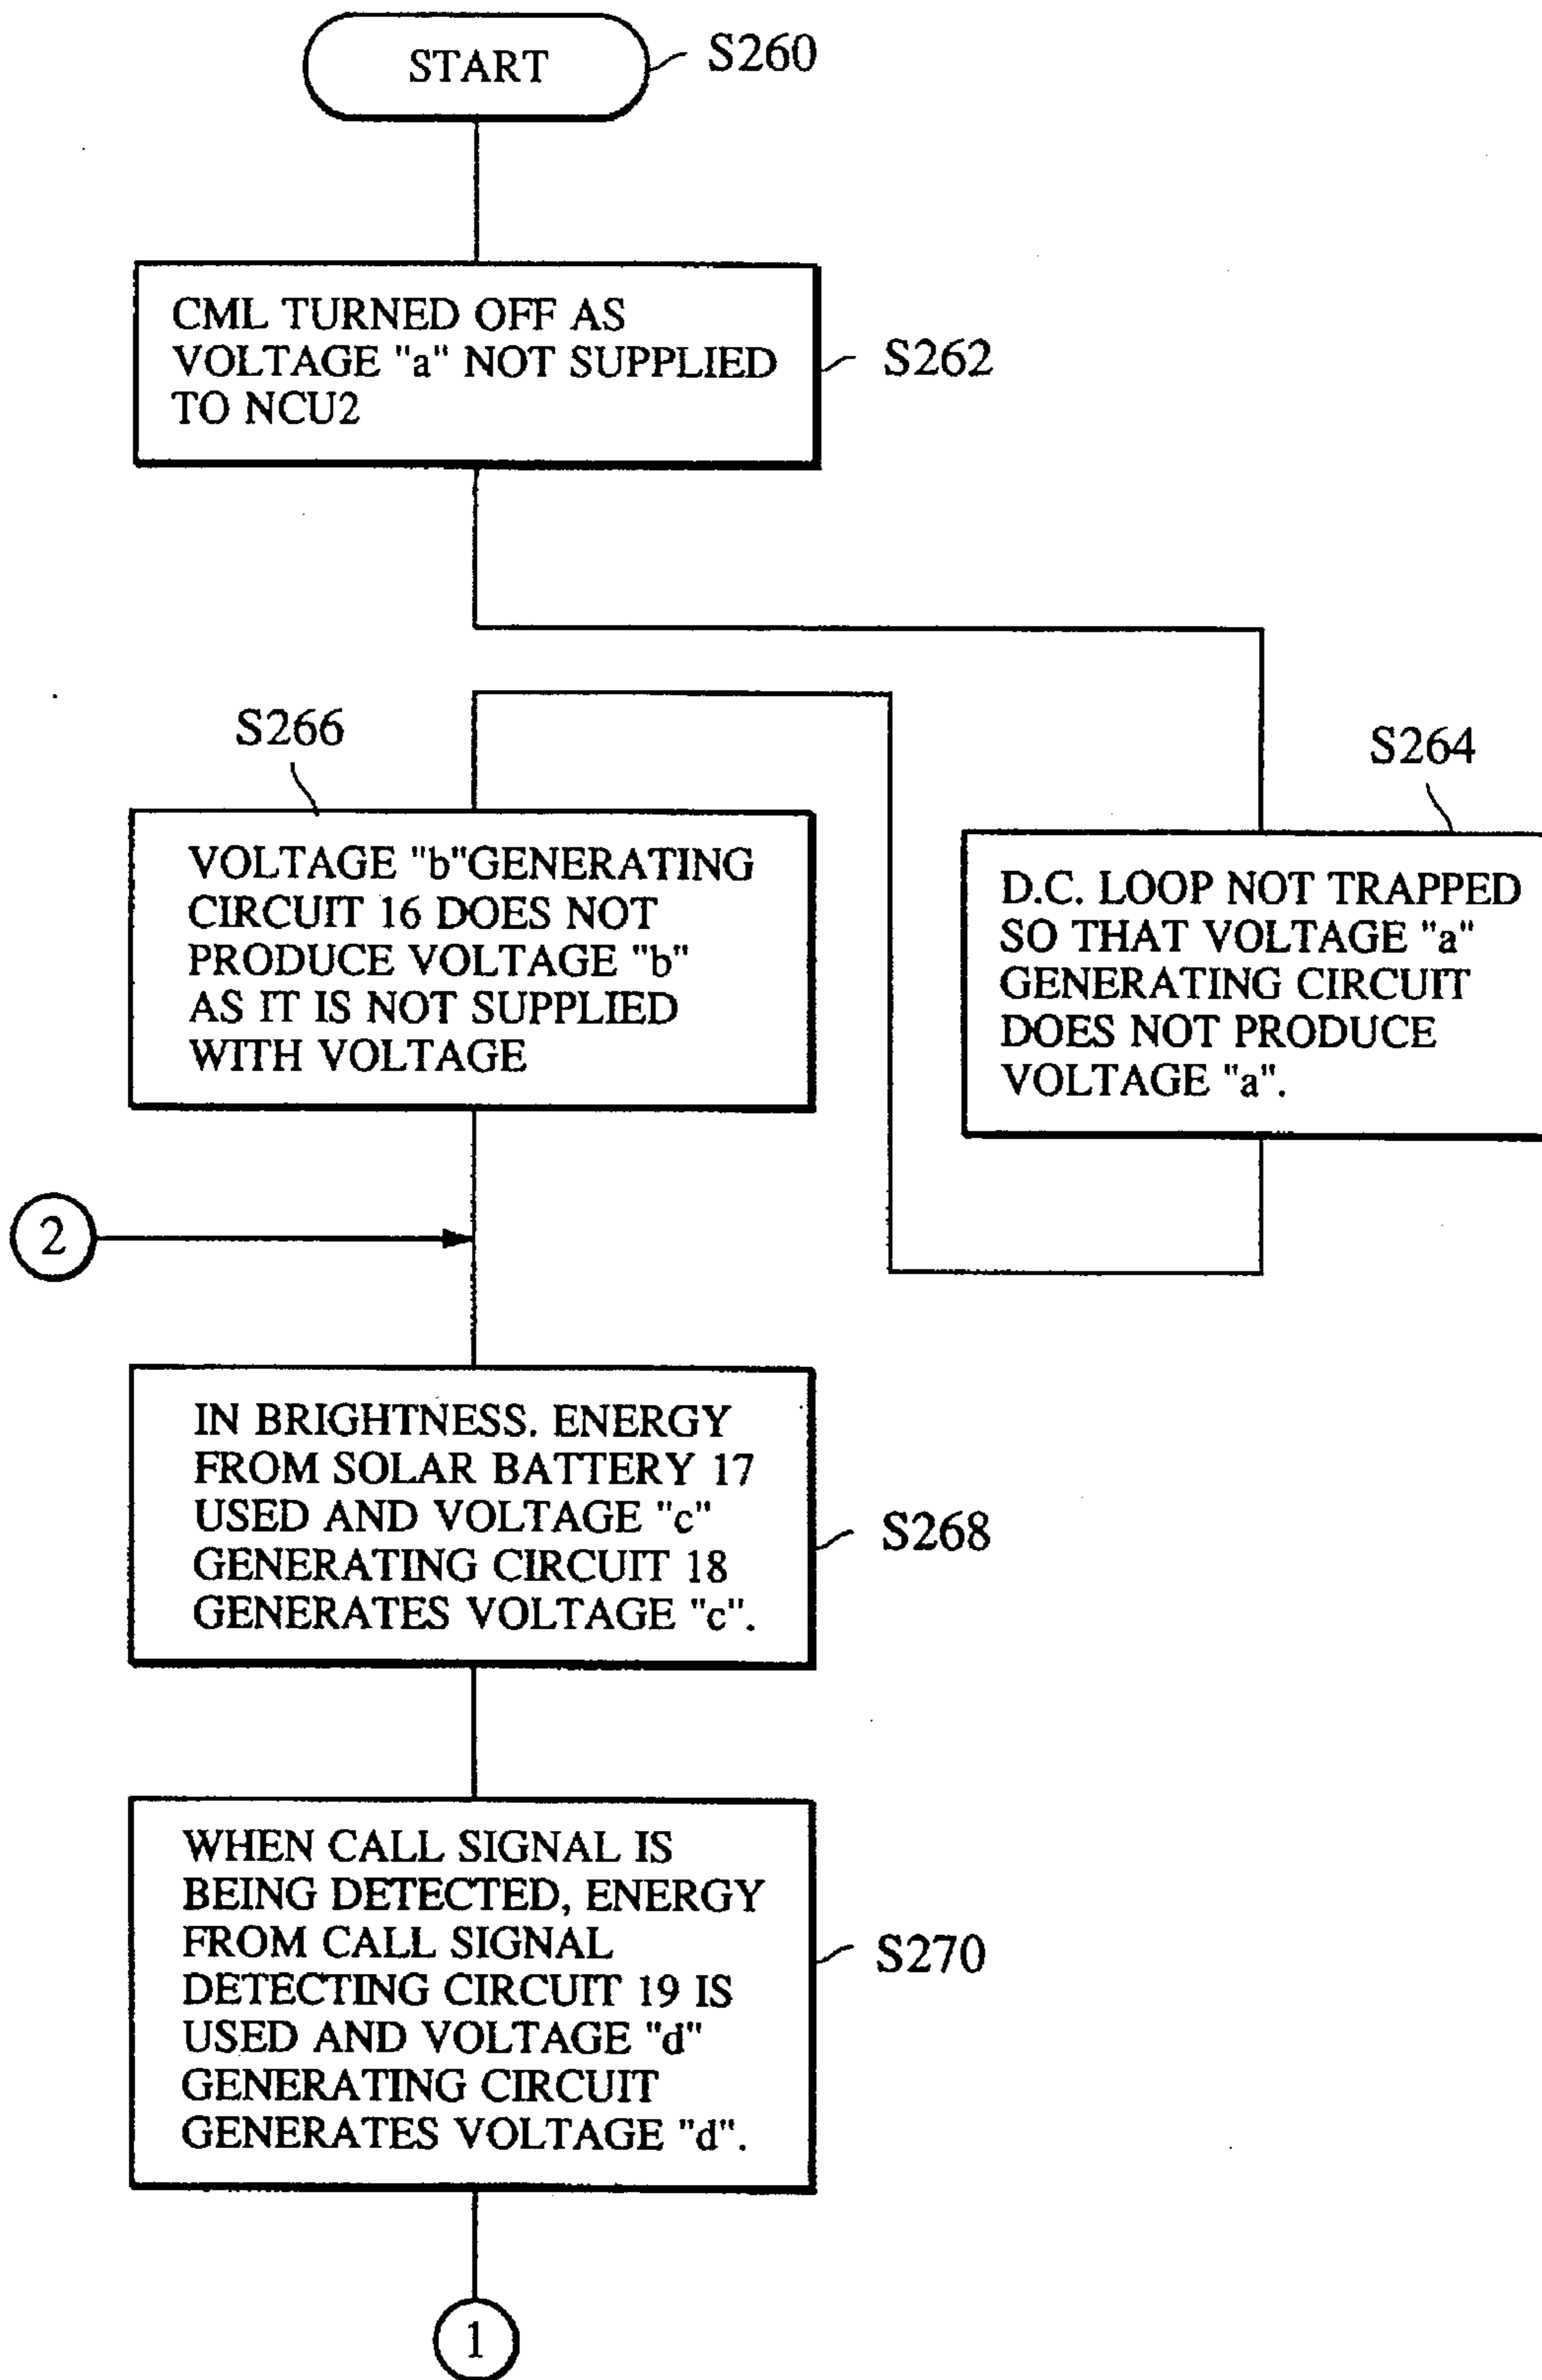 START
S260
CML TURNED OFF AS
VOLTAGE "a" NOT SUPPLIED
TO NCU2
S262
S264
D.C. LOOP NOT TRAPPED
SO THAT VOLTAGE "a"
GENERATING CIRCUIT
DOES NOT PRODUCE
VOLTAGE "a".
S266
VOLTAGE "b"GENERATING
CIRCUIT 16 DOES NOT
PRODUCE VOLTAGE "b"
AS IT IS NOT SUPPLIED
WITH VOLTAGE
2
IN BRIGHTNESS. ENERGY
FROM SOLAR BATTERY 17
USED AND VOLTAGE "c"
GENERATING CIRCUIT 18
GENERATES VOLTAGE "c".
S268
WHEN CALL SIGNAL IS
BEING DETECTED, ENERGY
FROM CALL SIGNAL
DETECTING CIRCUIT 19 IS
USED AND VOLTAGE "d"
GENERATING CIRCUIT
GENERATES VOLTAGE "d".
S270
1